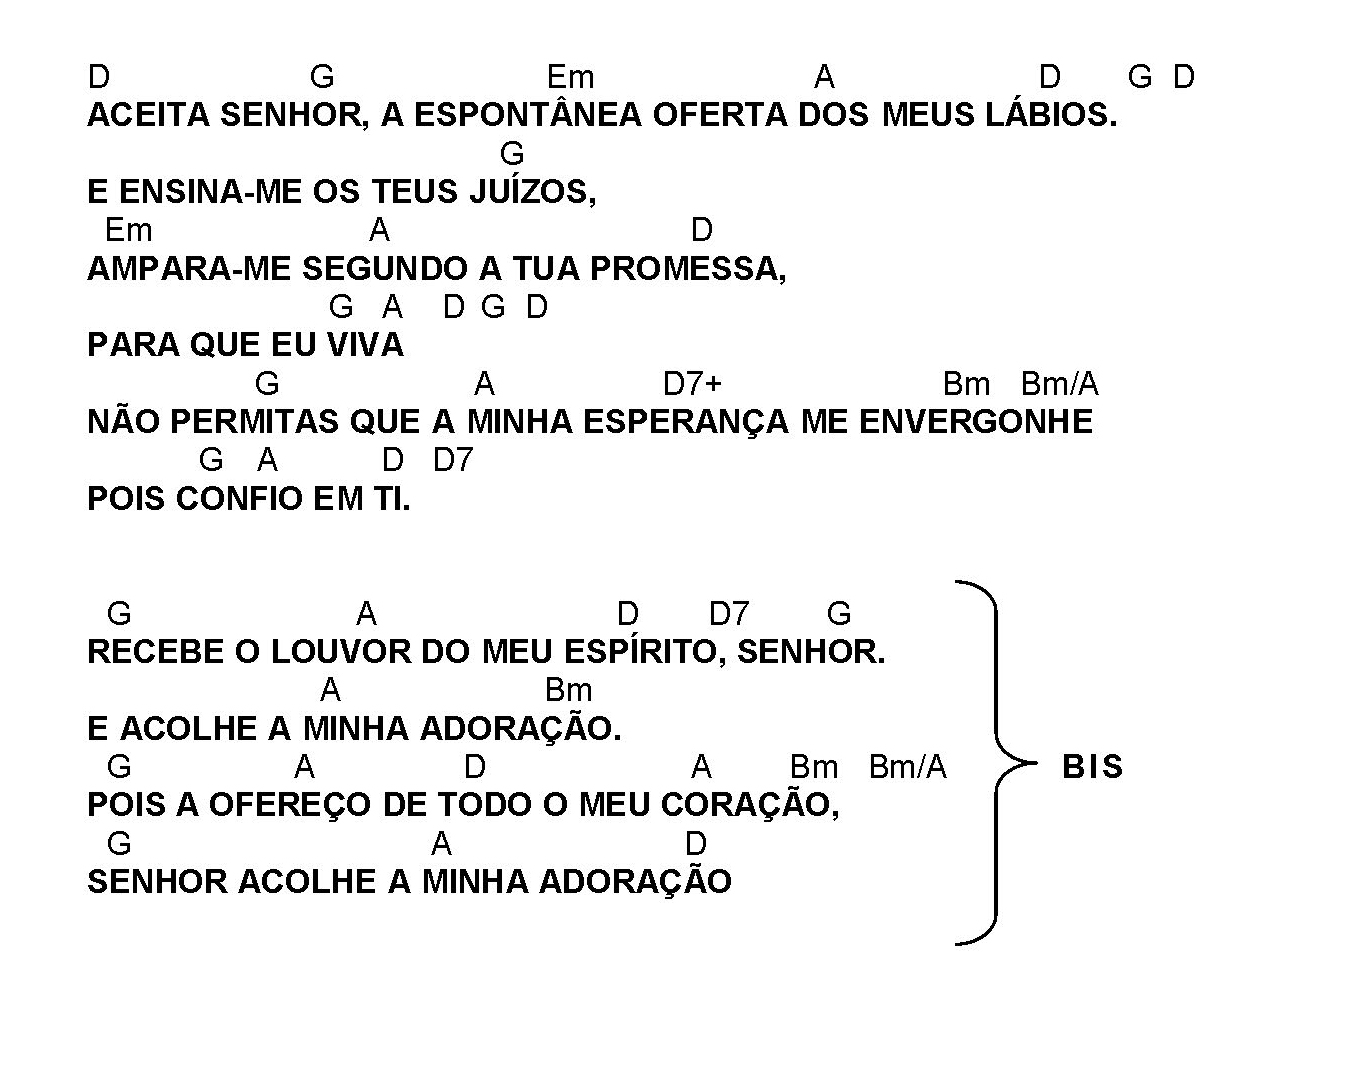 D G Em A D G D
ACEITA SENHOR, A ESPONTÂNEA OFERTA DOS MEUS LÁBIOS.
G
E ENSINA-ME OS TEUS JUÍZOS,
Em A D
AMPARA-ME SEGUNDO A TUA PROMESSA,
G A D G D
PARA QUE EU VIVA
G A D7+ Bm Bm/A
NÃO PERMITAS QUE A MINHA ESPERANÇA ME ENVERGONHE
G A D D7
POIS CONFIO EM TI.
G A D D7 G
RECEBE O LOUVOR DO MEU ESPÍRITO, SENHOR.
A Bm
E ACOLHE A MINHA ADORAÇÃO.
G A D A Bm Bm/A
POIS A OFEREÇO DE TODO O MEU CORAÇÃO,
G A D
SENHOR ACOLHE A MINHA ADORAÇÃO
BIS